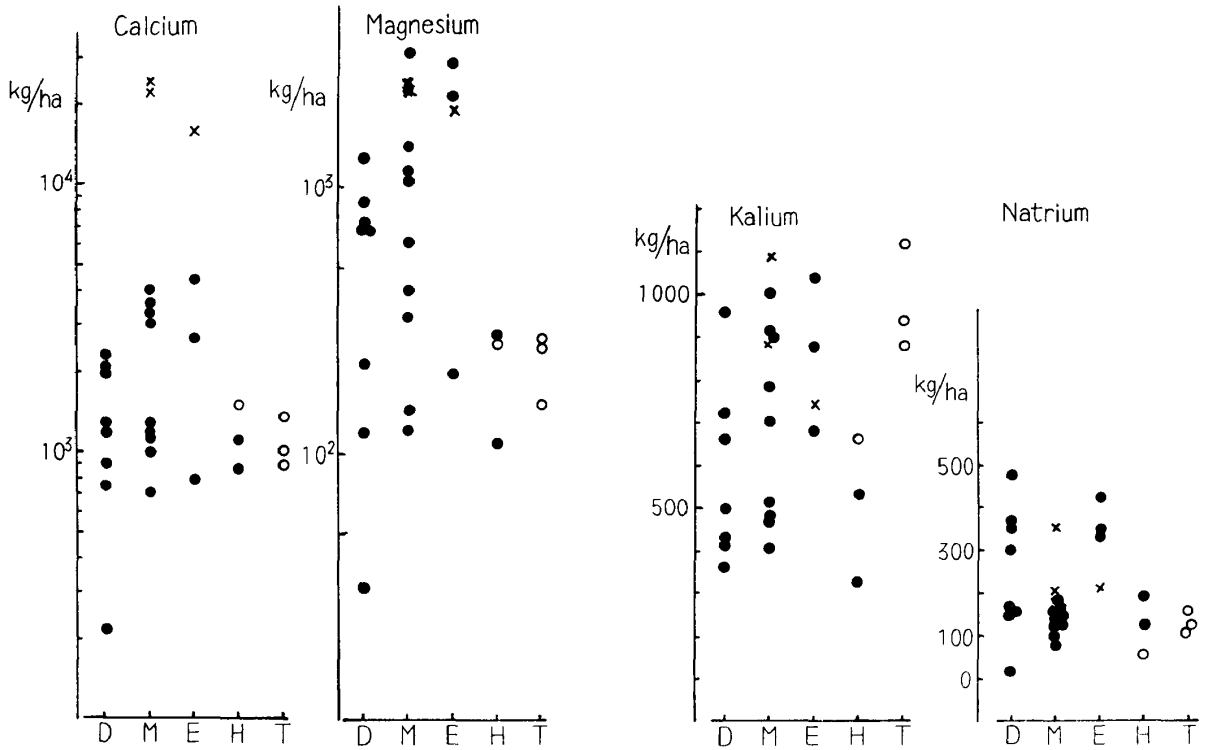 Calcium
kg/ha
10⁴
10³
D M E H T
Magnesium
kg/ha
10³
10²
D M E H T
Kalium
kg/ha
1000
500
D M E H T
Natrium
kg/ha
500
300
100
0
D M E H T